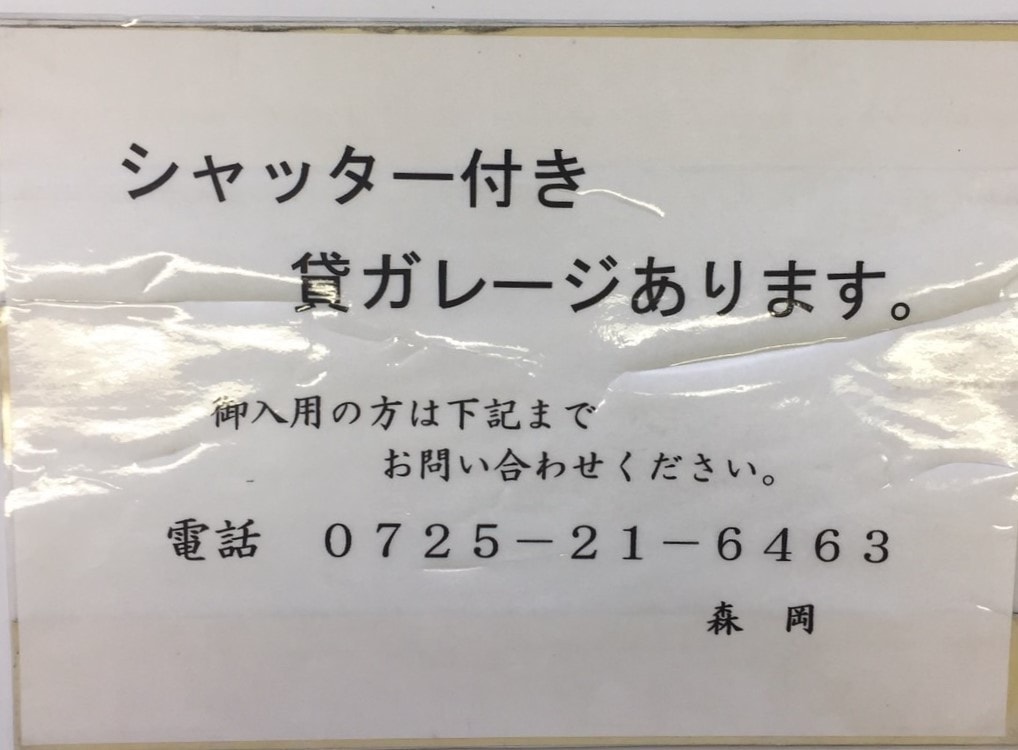 シャッター付き
貸ガレージあります。
御入用の方は下記まで
お問い合わせください。
電話　０７２５－２１－６４６３
森　岡